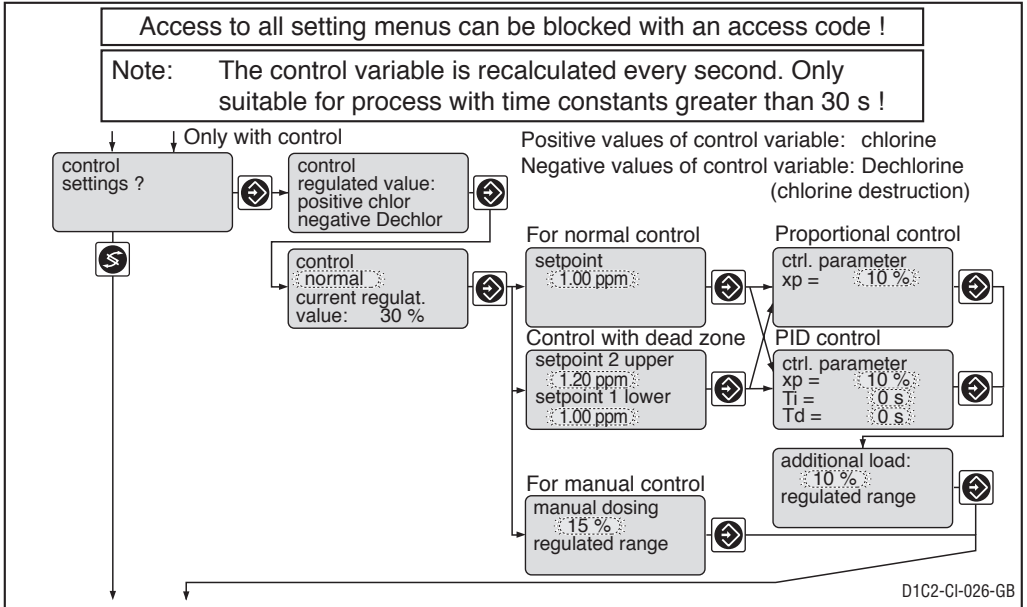 Access to all setting menus can be blocked with an access code !
Note: The control variable is recalculated every second. Only
suitable for process with time constants greater than 30 s !
Only with control
Positive values of control variable: chlorine
Negative values of control variable: Dechlorine
(chlorine destruction)
control
settings ?
control
regulated value:
positive chlor
negative Dechlor
control
normal
current regulat.
value: 30 %
For normal control
setpoint
1.00 ppm
Proportional control
ctrl. parameter
xp = 10 %
Control with dead zone
setpoint 2 upper
1.20 ppm
setpoint 1 lower
1.00 ppm
PID control
ctrl. parameter
xp = 10 %
Ti = 0 s
Td = 0 s
additional load:
10 %
regulated range
For manual control
manual dosing
15 %
regulated range
D1C2-CI-026-GB